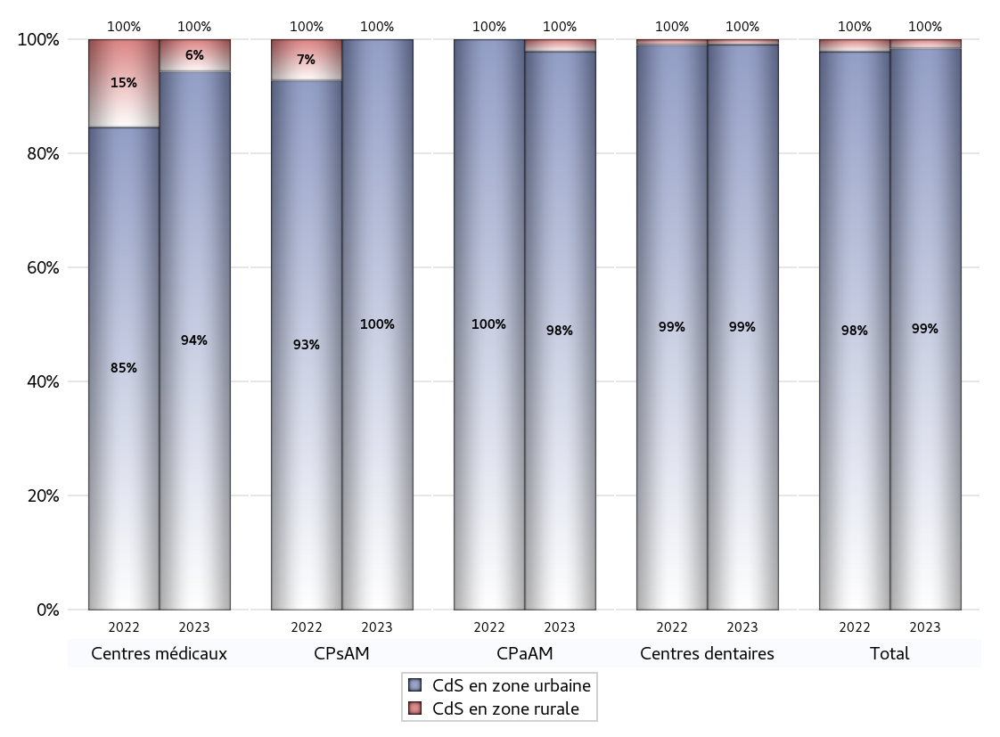 100% 100% 100% 100% 100% 100% 100% 100% 100% 100%
100%
6%
7%
15%
80%
60%
100% 100%
99% 99% 99%
98% 98%
94%
93%
85%
40%
20%
0%
2022 2023 2022 2023 2022 2023 2022 2023 2022 2023
Centres médicaux CPsAM CPaAM Centres dentaires Total
CdS en zone urbaine
CdS en zone rurale